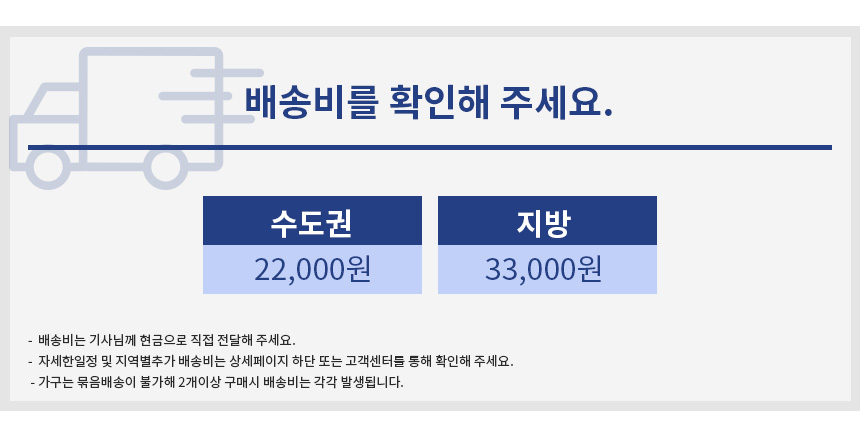 배송비를 확인해 주세요.
수도권
지방
22,000원
33,000원
- 배송비는 기사님께 현금으로 직접 전달해 주세요.
- 자세한일정 및 지역별추가 배송비는 상세페이지 하단 또는 고객센터를 통해 확인해 주세요.
- 가구는 묶음배송이 불가해 2개이상 구매시 배송비는 각각 발생됩니다.